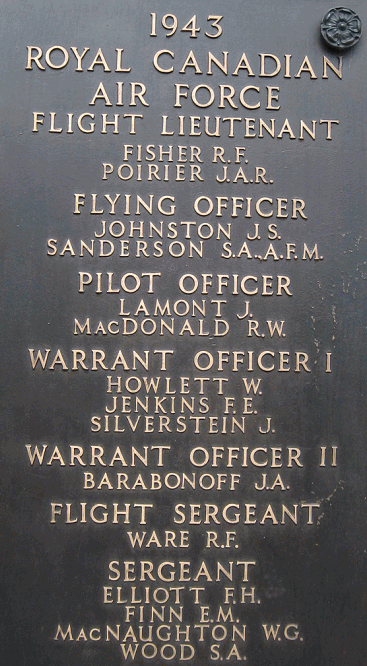 1943
ROYAL CANADIAN
AIR FORCE
FLIGHT LIEUTENANT
FISHER R.F.
POIRIER J.A.R.
FLYING OFFICER
JOHNSTON J.S.
SANDERSON S.A., A.F.M.
PILOT OFFICER
LAMONT J.
MACDONALD R.W.
WARRANT OFFICER I
HOWLETT W.
JENKINS F.E.
SILVERSTEIN J.
WARRANT OFFICER II
BARABONOFF J.A.
FLIGHT SERGEANT
WARE R.F.
SERGEANT
ELLIOTT F.H.
FINN E.M.
MACNAUGHTON W.G.
WOOD S.A.